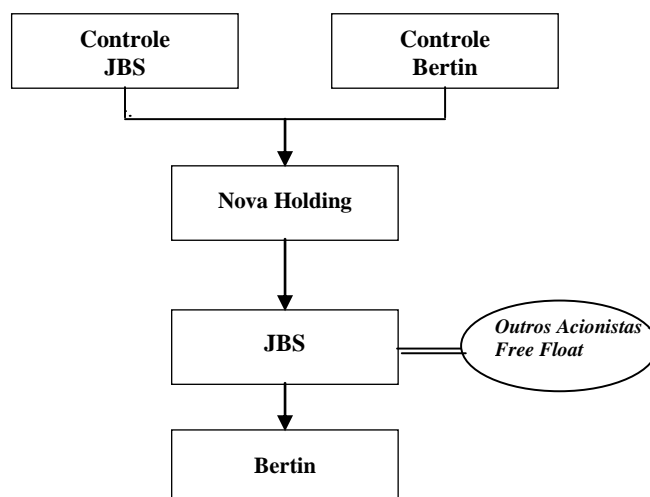 Controle
JBS
Controle
Bertin
Nova Holding
JBS
Outros Acionistas
Free Float
Bertin